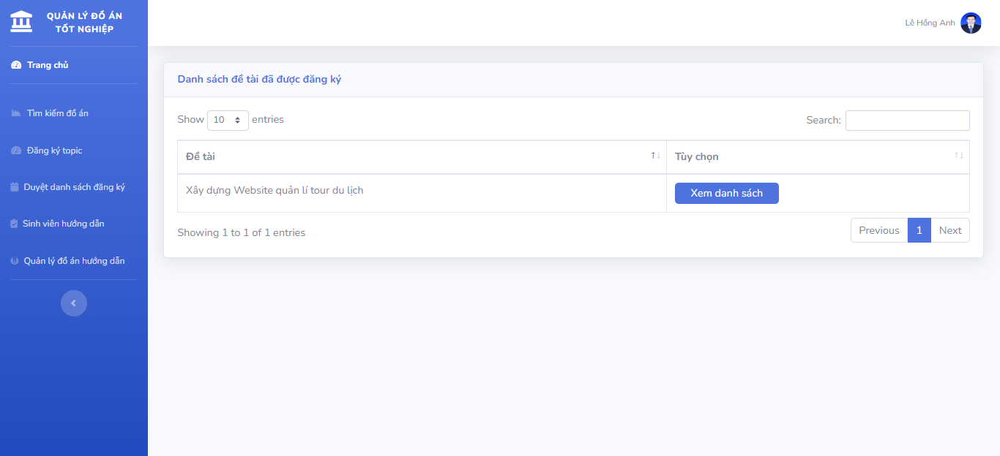 QUẢN LÝ ĐỒ ÁN
TỐT NGHIỆP
Lê Hồng Anh
Trang chủ
Tìm kiếm đồ án
Đăng ký topic
Duyệt danh sách đăng ký
Sinh viên hướng dẫn
Quản lý đồ án hướng dẫn
Danh sách đề tài đã được đăng ký
Show 10 entries
Search:
Đề tài
Tùy chọn
Xây dựng Website quản lí tour du lịch
Xem danh sách
Showing 1 to 1 of 1 entries
Previous 1 Next